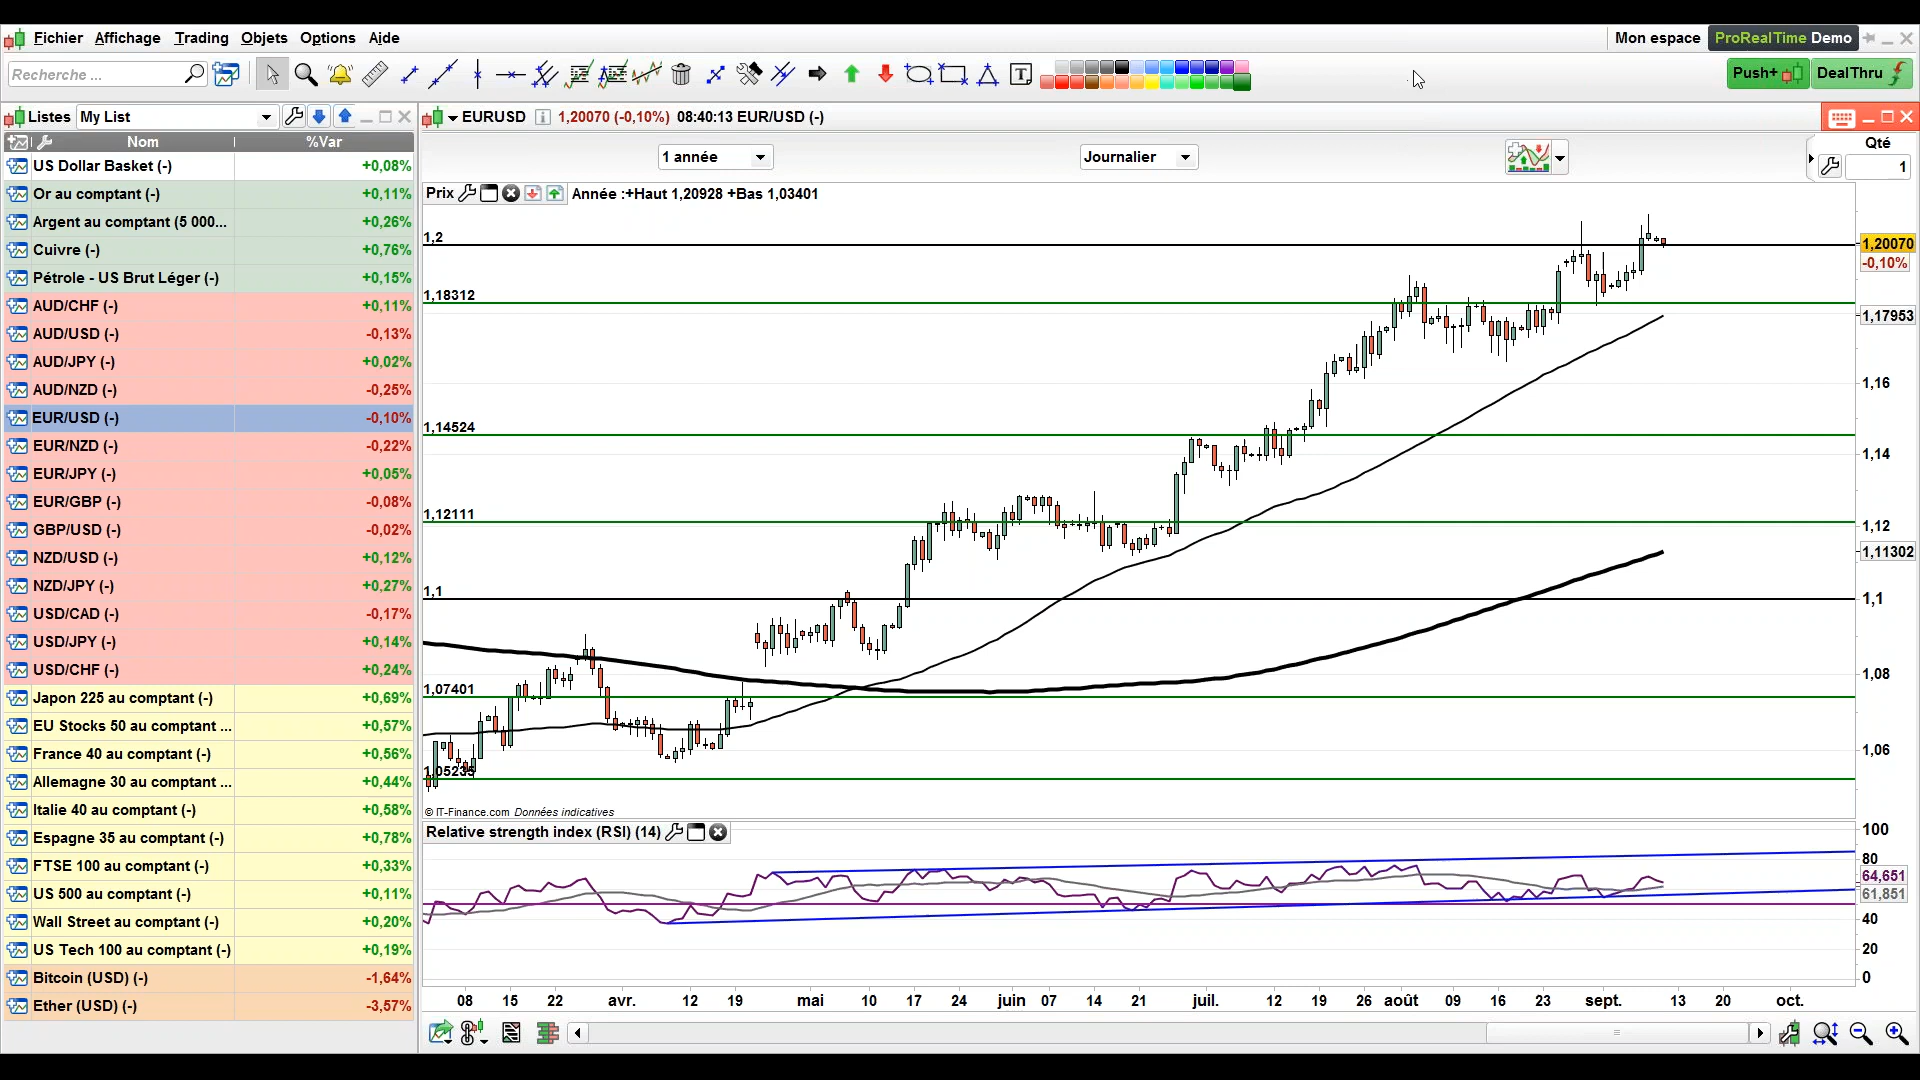 Fichier Affichage Trading Objets Options Aide
Mon espace ProRealTime Demo
Recherche ...
T
Push+ DealThru
Listes My List
Nom %Var
US Dollar Basket (-) +0,08%
Or au comptant (-) +0,11%
Argent au comptant (5 000... +0,26%
Cuivre (-) +0,76%
Pétrole - US Brut Léger (-) +0,15%
AUD/CHF (-) +0,11%
AUD/USD (-) -0,13%
AUD/JPY (-) +0,02%
AUD/NZD (-) -0,25%
EUR/USD (-) -0,10%
EUR/NZD (-) -0,22%
EUR/JPY (-) +0,05%
EUR/GBP (-) -0,08%
GBP/USD (-) -0,02%
NZD/USD (-) +0,12%
NZD/JPY (-) +0,27%
USD/CAD (-) -0,17%
USD/JPY (-) +0,14%
USD/CHF (-) +0,24%
Japon 225 au comptant (-) +0,69%
EU Stocks 50 au comptant ... +0,57%
France 40 au comptant (-) +0,56%
Allemagne 30 au comptant ... +0,44%
Italie 40 au comptant (-) +0,58%
Espagne 35 au comptant (-) +0,78%
FTSE 100 au comptant (-) +0,33%
US 500 au comptant (-) +0,11%
Wall Street au comptant (-) +0,20%
US Tech 100 au comptant (-) +0,19%
Bitcoin (USD) (-) -1,64%
Ether (USD) (-) -3,57%
EURUSD i 1,20070 (-0,10%) 08:40:13 EUR/USD (-)
1 année Journalier
Qté
1
Prix Année :+Haut 1,20928 +Bas 1,03401
1,2
1,18312
1,14524
1,12111
1,1
1,07401
1,05235
1,20070
-0,10%
1,17953
1,16
1,14
1,12
1,11302
1,1
1,08
1,06
© IT-Finance.com Données indicatives
Relative strength index (RSI) (14)
100
80
64,651
61,851
40
20
0
08 15 22 avr. 12 19 mai 10 17 24 juin 07 14 21 juil. 12 19 26 août 09 16 23 sept. 13 20 oct.